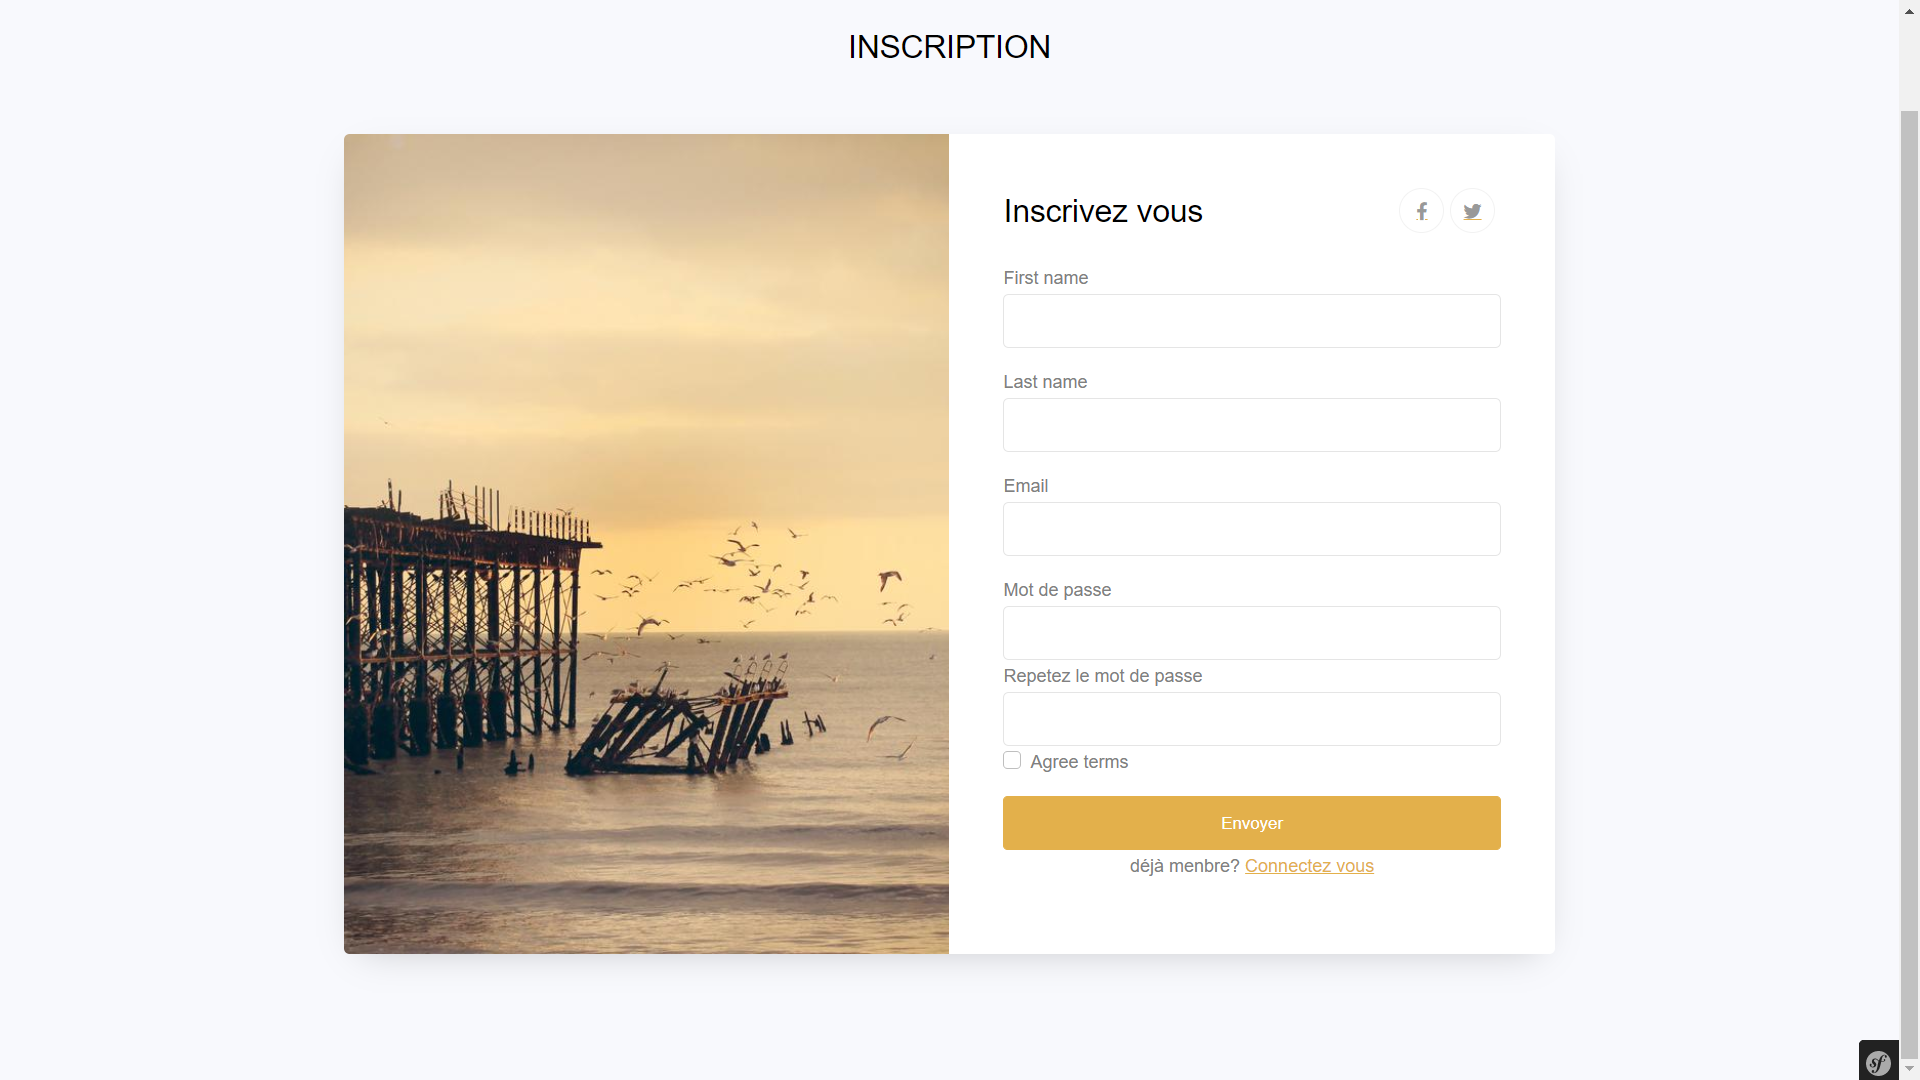 INSCRIPTION
Inscrivez vous
First name
Last name
Email
Mot de passe
Repetez le mot de passe
Agree terms
Envoyer
déjà menbre? Connectez vous
sf